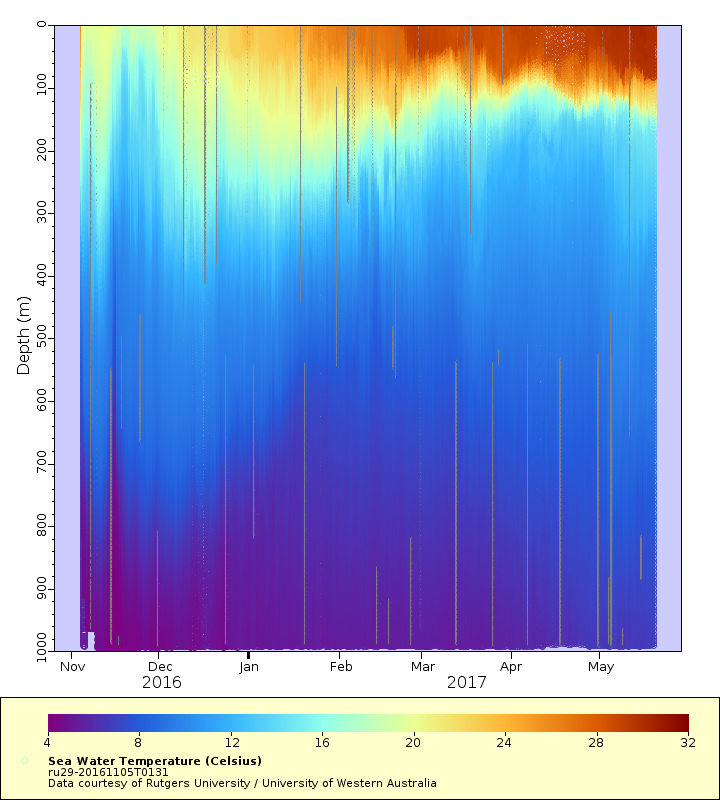 0
100
200
300
400
500
600
700
800
900
1000
Depth (m)
Nov Dec Jan Feb Mar Apr May
2016 2017
4 8 12 16 20 24 28 32
Sea Water Temperature (Celsius)
ru29-20161105T0131
Data courtesy of Rutgers University / University of Western Australia